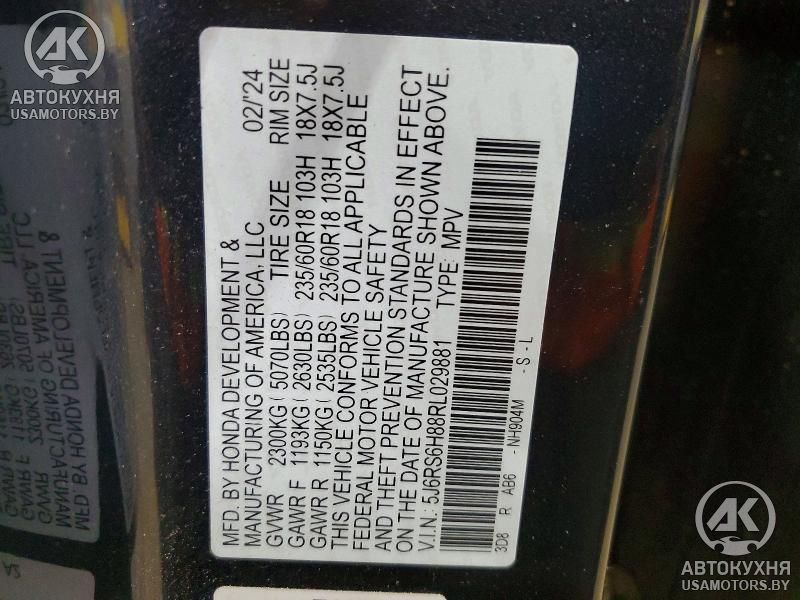 MFD. BY HONDA DEVELOPMENT & 02/'24
MANUFACTURING OF AMERICA, LLC
GVWR 2300KG ( 5070LBS) TIRE SIZE RIM SIZE
GAWR F 1193KG ( 2630LBS) 235/60R18 103H 18X7.5J
GAWR R 1150KG ( 2535LBS) 235/60R18 103H 18X7.5J
THIS VEHICLE CONFORMS TO ALL APPLICABLE
FEDERAL MOTOR VEHICLE SAFETY
AND THEFT PREVENTION STANDARDS IN EFFECT
ON THE DATE OF MANUFACTURE SHOWN ABOVE.
V.I.N.: 5J6RS6H88RL029881 TYPE: MPV
3D8 R AB6 - NH904M - S - L
АК
АВТОКУХНЯ
USAMOTORS.BY
АК
АВТОКУХНЯ
USAMOTORS.BY